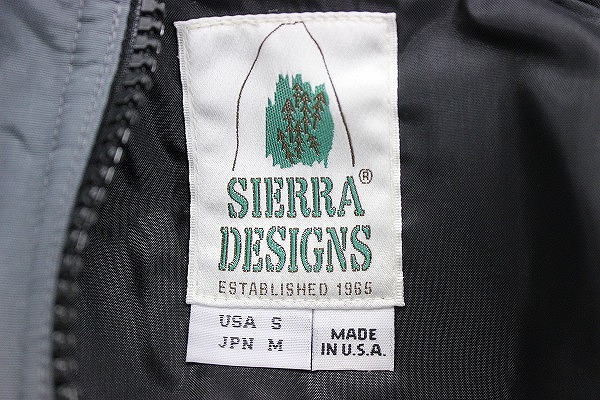 SIERRA®
DESIGNS
ESTABLISHED 1965
USA S
JPN M
MADE
IN U.S.A.